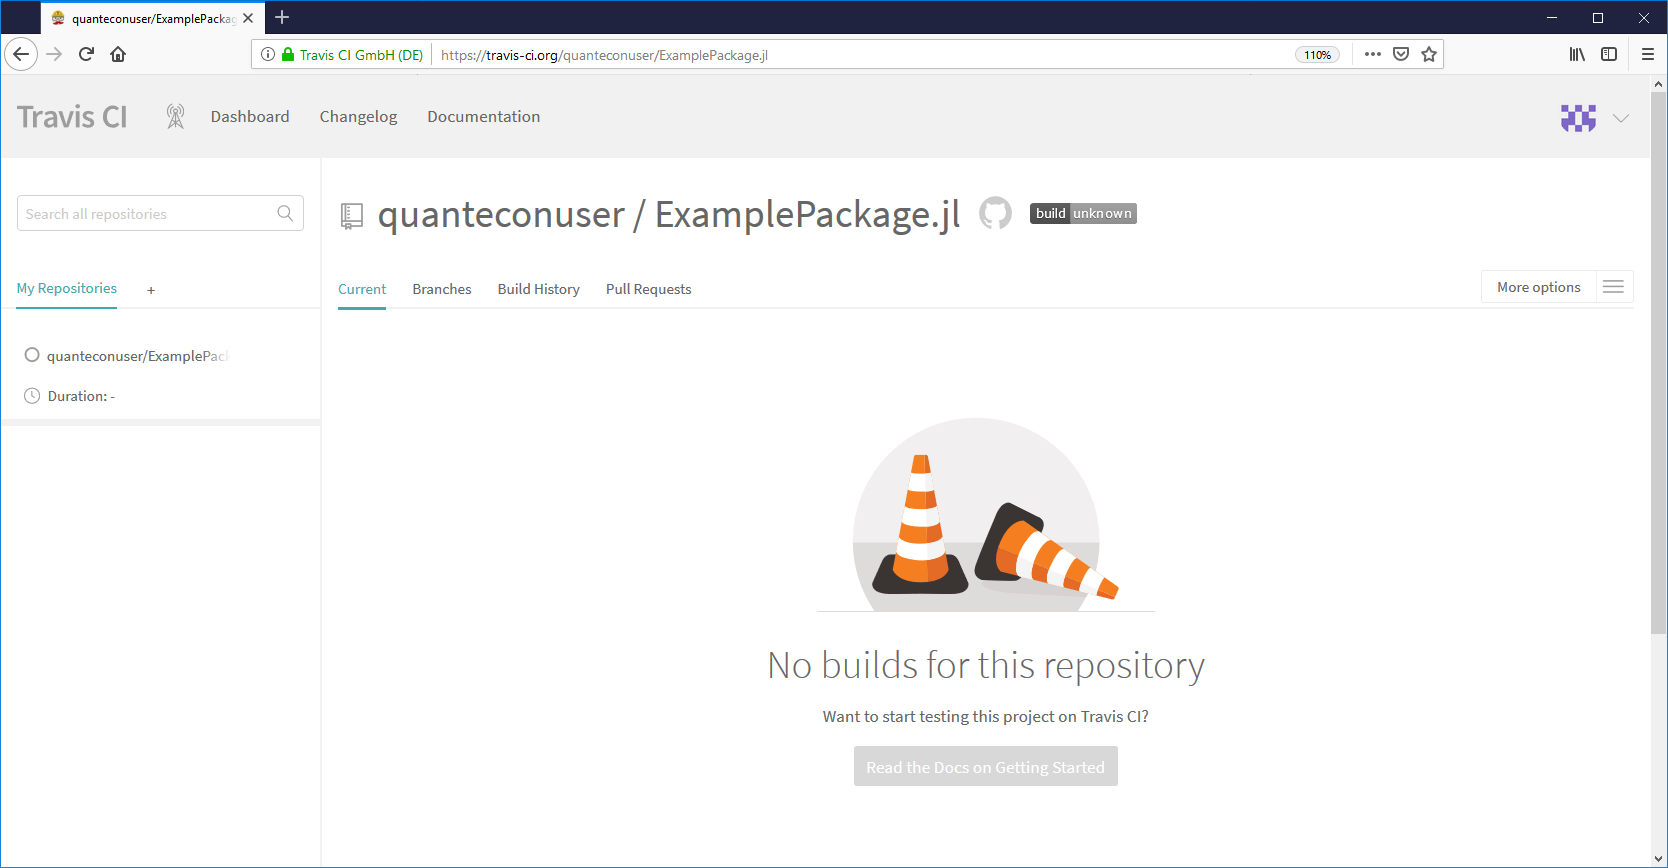 quanteconuser/ExamplePackag
Travis CI GmbH (DE) https://travis-ci.org/quanteconuser/ExamplePackage.jl 110%
Travis CI Dashboard Changelog Documentation
Search all repositories
quanteconuser / ExamplePackage.jl build unknown
My Repositories +
Current Branches Build History Pull Requests More options
quanteconuser/ExamplePack
Duration: -
No builds for this repository
Want to start testing this project on Travis CI?
Read the Docs on Getting Started